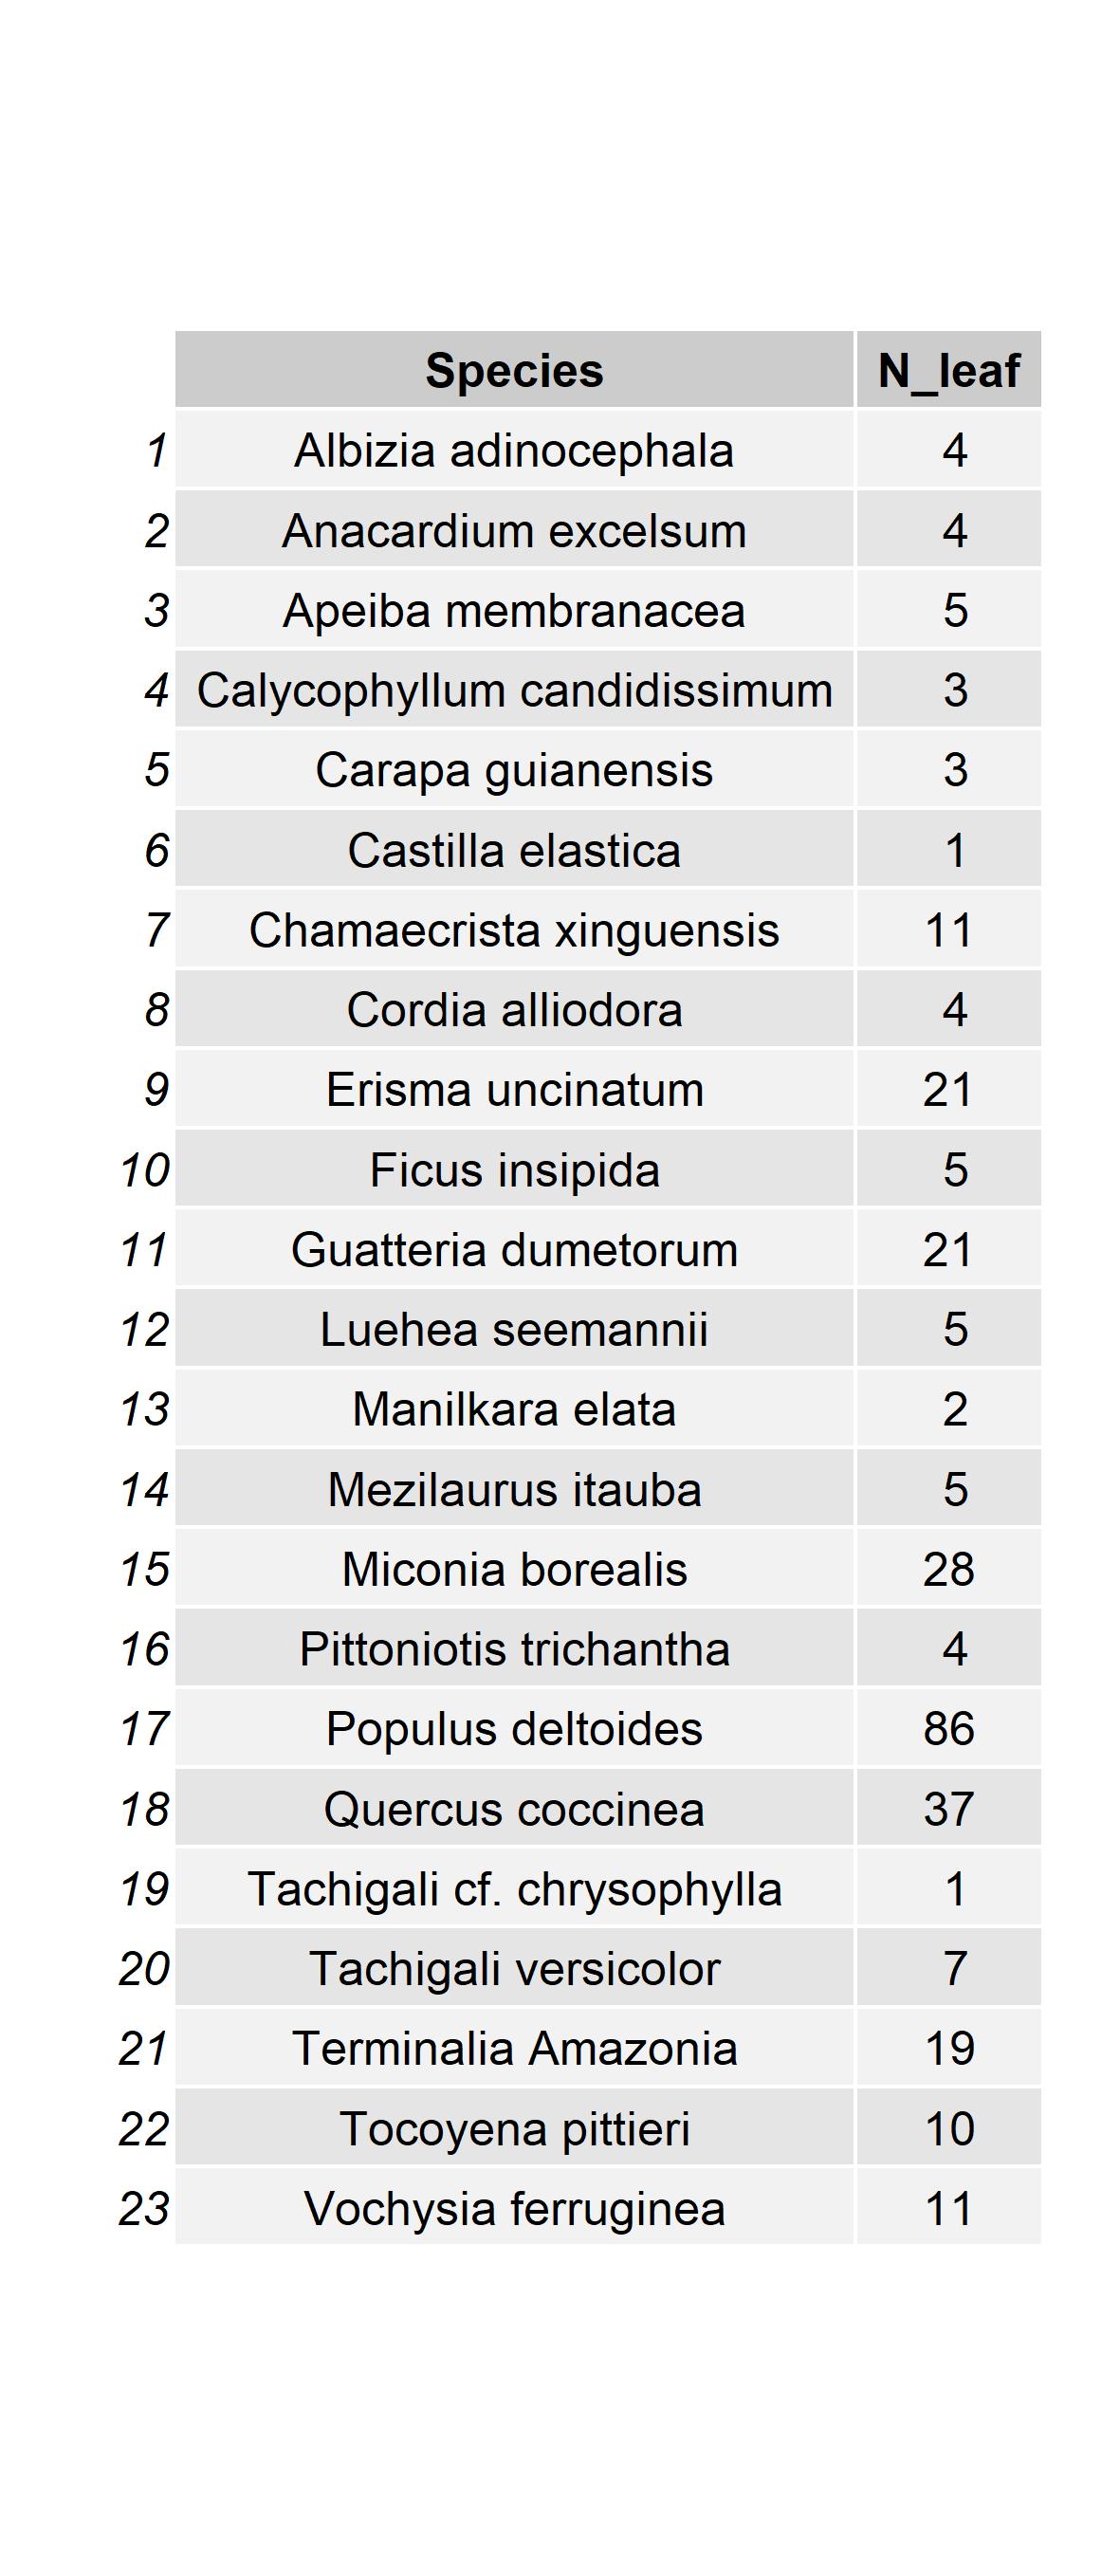 Species N_leaf
1 Albizia adinocephala 4
2 Anacardium excelsum 4
3 Apeiba membranacea 5
4 Calycophyllum candidissimum 3
5 Carapa guianensis 3
6 Castilla elastica 1
7 Chamaecrista xinguensis 11
8 Cordia alliodora 4
9 Erisma uncinatum 21
10 Ficus insipida 5
11 Guatteria dumetorum 21
12 Luehea seemannii 5
13 Manilkara elata 2
14 Mezilaurus itauba 5
15 Miconia borealis 28
16 Pittoniotis trichantha 4
17 Populus deltoides 86
18 Quercus coccinea 37
19 Tachigali cf. chrysophylla 1
20 Tachigali versicolor 7
21 Terminalia Amazonia 19
22 Tocoyena pittieri 10
23 Vochysia ferruginea 11